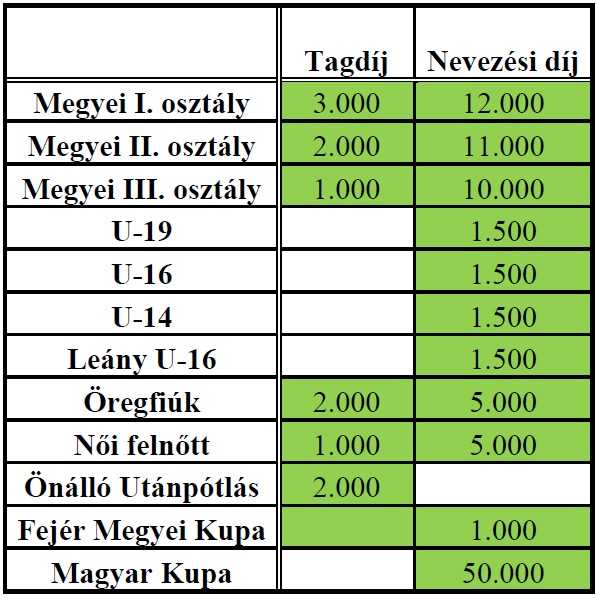 Tagdíj Nevezési díj
Megyei I. osztály 3.000 12.000
Megyei II. osztály 2.000 11.000
Megyei III. osztály 1.000 10.000
U-19 1.500
U-16 1.500
U-14 1.500
Leány U-16 1.500
Öregfiúk 2.000 5.000
Női felnőtt 1.000 5.000
Önálló Utánpótlás 2.000
Fejér Megyei Kupa 1.000
Magyar Kupa 50.000